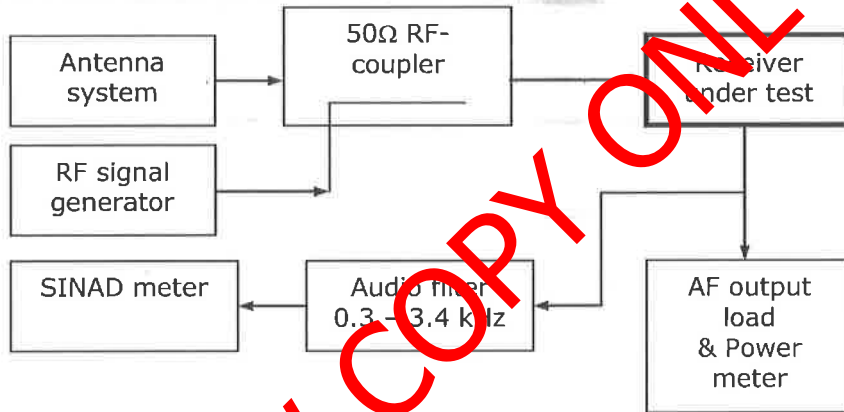 Antenna
system
50Ω RF-
coupler
Receiver
under test
RF signal
generator
SINAD meter
Audio filter
0.3 – 3.4 kHz
AF output
load
& Power
meter
COPY ONL